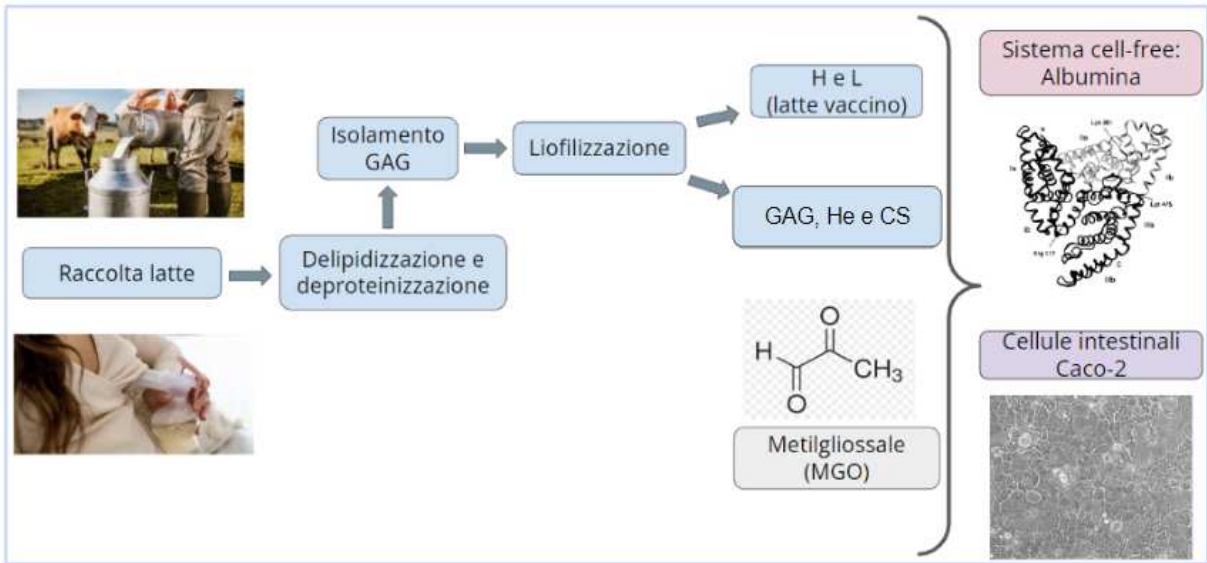 Raccolta latte
Delipidizzazione e
deproteinizzazione
Isolamento
GAG
Liofilizzazione
H e L
(latte vaccino)
GAG, He e CS
O
H
CH₃
O
Metilgliossale
(MGO)
Sistema cell-free:
Albumina
Cellule intestinali
Caco-2